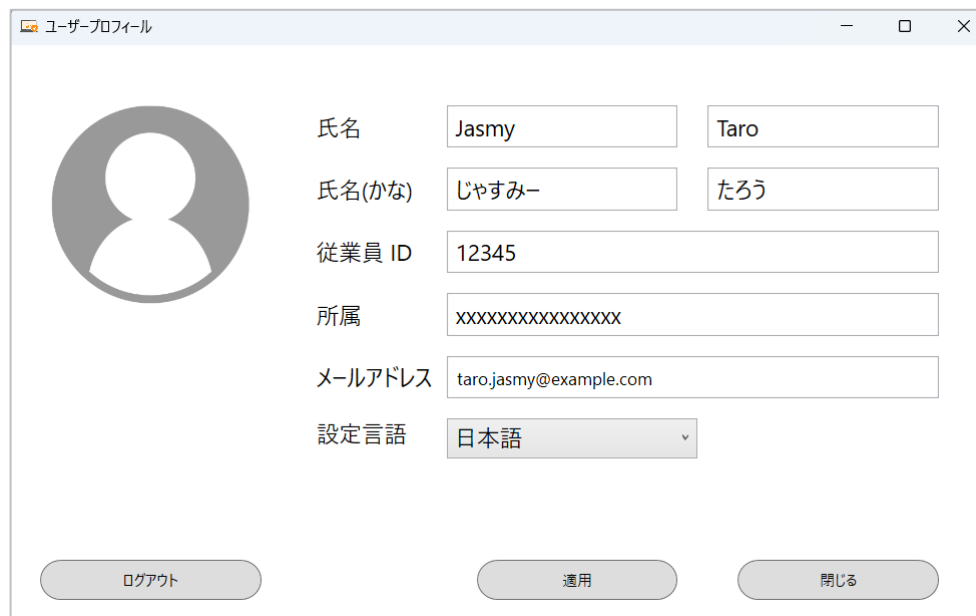 ユーザープロフィール
氏名 Jasmy Taro
氏名(かな) じゃすみー たろう
従業員 ID 12345
所属 xxxxxxxxxxxxxxxx
メールアドレス taro.jasmy@example.com
設定言語 日本語
ログアウト 適用 閉じる